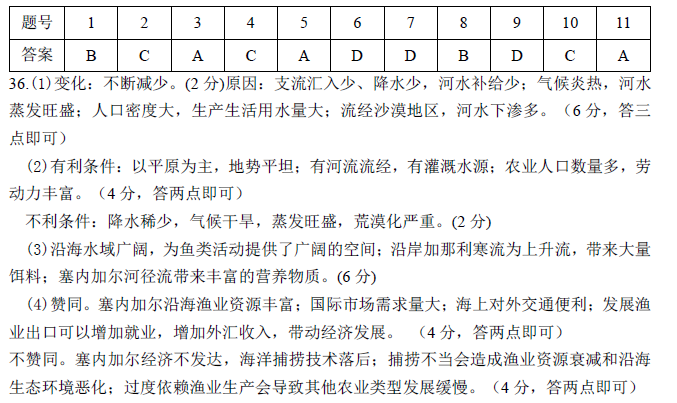 题号 1 2 3 4 5 6 7 8 9 10 11
答案 B C A C A D D B D C A
36.(1)变化：不断减少。(2 分)原因：支流汇入少、降水少，河水补给少；气候炎热，河水
蒸发旺盛；人口密度大，生产生活用水量大；流经沙漠地区，河水下渗多。（6 分，答三
点即可）
(2)有利条件：以平原为主，地势平坦；有河流流经，有灌溉水源；农业人口数量多，劳
动力丰富。（4 分，答两点即可）
不利条件：降水稀少，气候干旱，蒸发旺盛，荒漠化严重。(2 分)
(3)沿海水域广阔，为鱼类活动提供了广阔的空间；沿岸加那利寒流为上升流，带来大量
饵料；塞内加尔河径流带来丰富的营养物质。(6 分)
(4)赞同。塞内加尔沿海渔业资源丰富；国际市场需求量大；海上对外交通便利；发展渔
业出口可以增加就业，增加外汇收入，带动经济发展。 （4 分，答两点即可）
不赞同。塞内加尔经济不发达，海洋捕捞技术落后；捕捞不当会造成渔业资源衰减和沿海
生态环境恶化；过度依赖渔业生产会导致其他农业类型发展缓慢。（4 分，答两点即可）